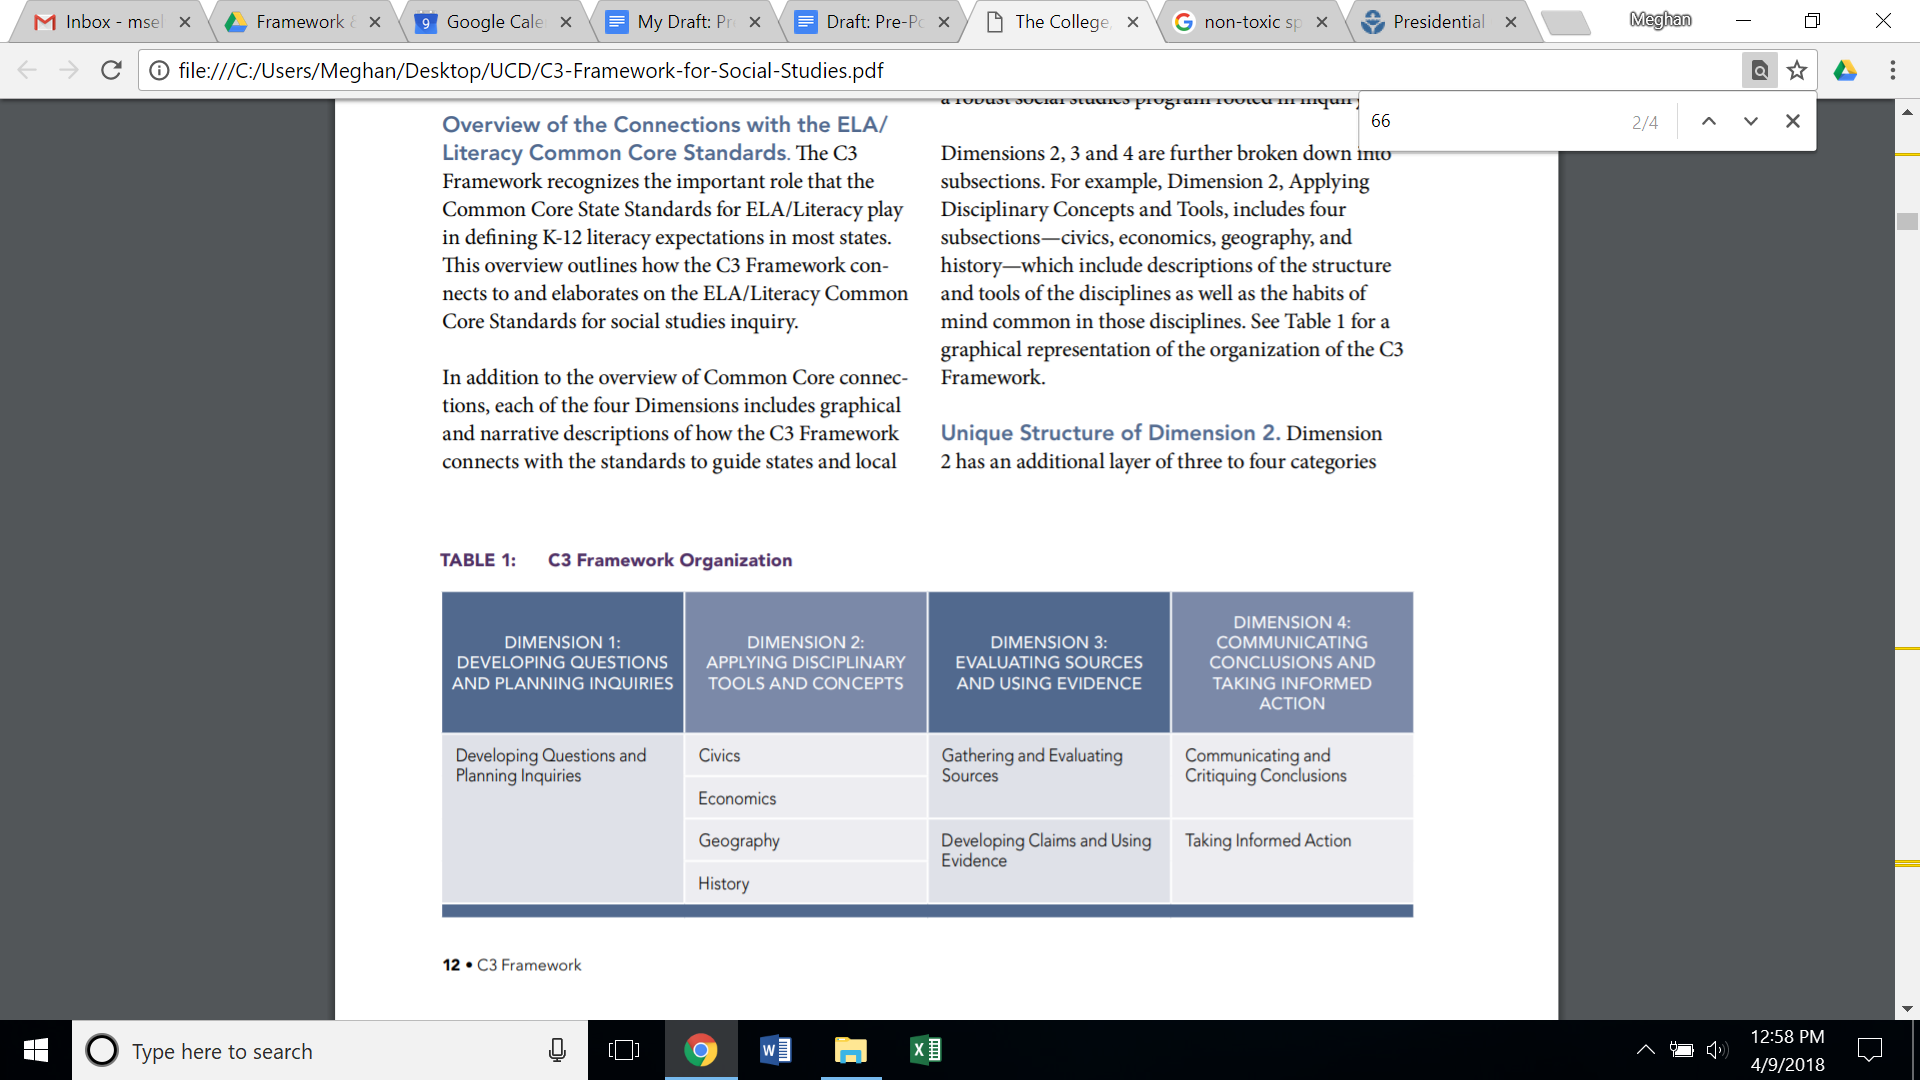 Inbox - msel
Framework &
Google Cale
My Draft: Pr
Draft: Pre-Po
The College,
non-toxic sp
Presidential
Meghan
file:///C:/Users/Meghan/Desktop/UCD/C3-Framework-for-Social-Studies.pdf
66
2/4
Overview of the Connections with the ELA/
Literacy Common Core Standards. The C3
Framework recognizes the important role that the
Common Core State Standards for ELA/Literacy play
in defining K-12 literacy expectations in most states.
This overview outlines how the C3 Framework con-
nects to and elaborates on the ELA/Literacy Common
Core Standards for social studies inquiry.
In addition to the overview of Common Core connec-
tions, each of the four Dimensions includes graphical
and narrative descriptions of how the C3 Framework
connects with the standards to guide states and local
a robust social studies program rooted in inquiry
Dimensions 2, 3 and 4 are further broken down into
subsections. For example, Dimension 2, Applying
Disciplinary Concepts and Tools, includes four
subsections—civics, economics, geography, and
history—which include descriptions of the structure
and tools of the disciplines as well as the habits of
mind common in those disciplines. See Table 1 for a
graphical representation of the organization of the C3
Framework.
Unique Structure of Dimension 2. Dimension
2 has an additional layer of three to four categories
TABLE 1: C3 Framework Organization
DIMENSION 1:
DEVELOPING QUESTIONS
AND PLANNING INQUIRIES
DIMENSION 2:
APPLYING DISCIPLINARY
TOOLS AND CONCEPTS
DIMENSION 3:
EVALUATING SOURCES
AND USING EVIDENCE
DIMENSION 4:
COMMUNICATING
CONCLUSIONS AND
TAKING INFORMED
ACTION
Developing Questions and
Planning Inquiries
Civics
Economics
Geography
History
Gathering and Evaluating
Sources
Developing Claims and Using
Evidence
Communicating and
Critiquing Conclusions
Taking Informed Action
12 • C3 Framework
Type here to search
12:58 PM
4/9/2018